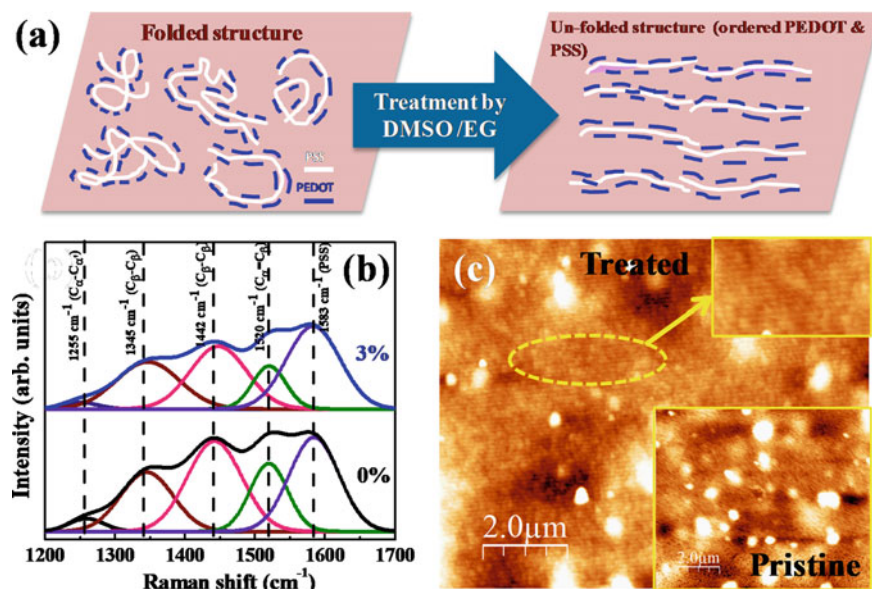 (a)
Folded structure
PSS
PEDOT
Treatment by
DMSO /EG
Un-folded structure (ordered PEDOT &
PSS)
(b)
1255 cm⁻¹ (Cα-Cα')
1345 cm⁻¹ (Cβ-Cβ)
1442 cm⁻¹ (Cβ-Cβ)
1520 cm⁻¹ (Cα=Cβ)
1583 cm⁻¹ (PSS)
3%
0%
Intensity (arb. units)
1200 1300 1400 1500 1600 1700
Raman shift (cm⁻¹)
(c)
Treated
2.0µm
2.0µm
Pristine